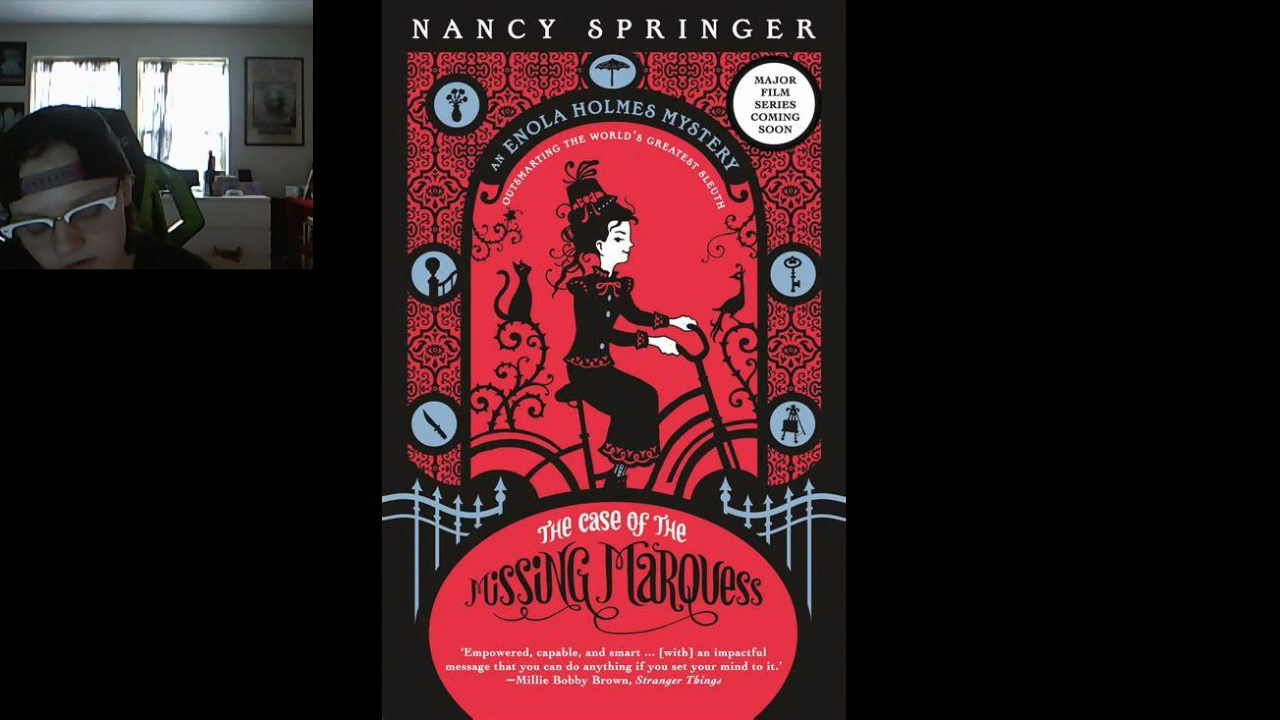 NANCY SPRINGER
MAJOR
FILM
SERIES
COMING
SOON
AN ENOLA HOLMES MYSTERY
OUTSMARTING THE WORLD'S GREATEST SLEUTH
THE CASE OF THE
MISSING MARQUESS
'Empowered, capable, and smart ... [with] an impactful
message that you can do anything if you set your mind to it.'
—Millie Bobby Brown, Stranger Things